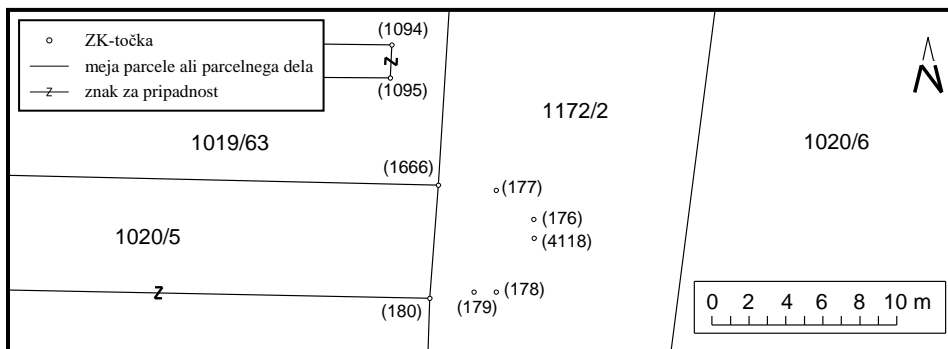 (1094)
ZK-točka
meja parcele ali parcelnega dela
znak za pripadnost
z
z
(1095)
N
1172/2
1019/63
1020/6
(1666)
(177)
(176)
1020/5
(4118)
z
(180)
(179)
(178)
0 2 4 6 8 10 m